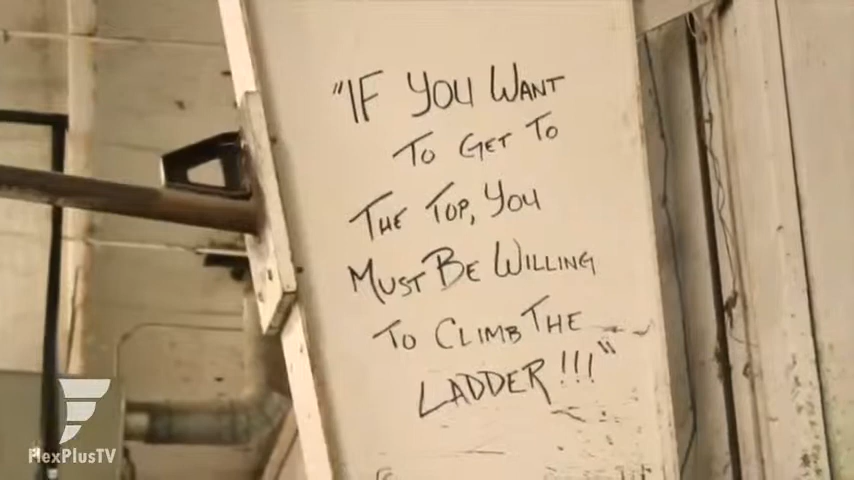 "IF YOU WANT
TO GET TO
THE TOP, YOU
MUST BE WILLING
TO CLIMB THE
LADDER!!!"
FlexPlusTV